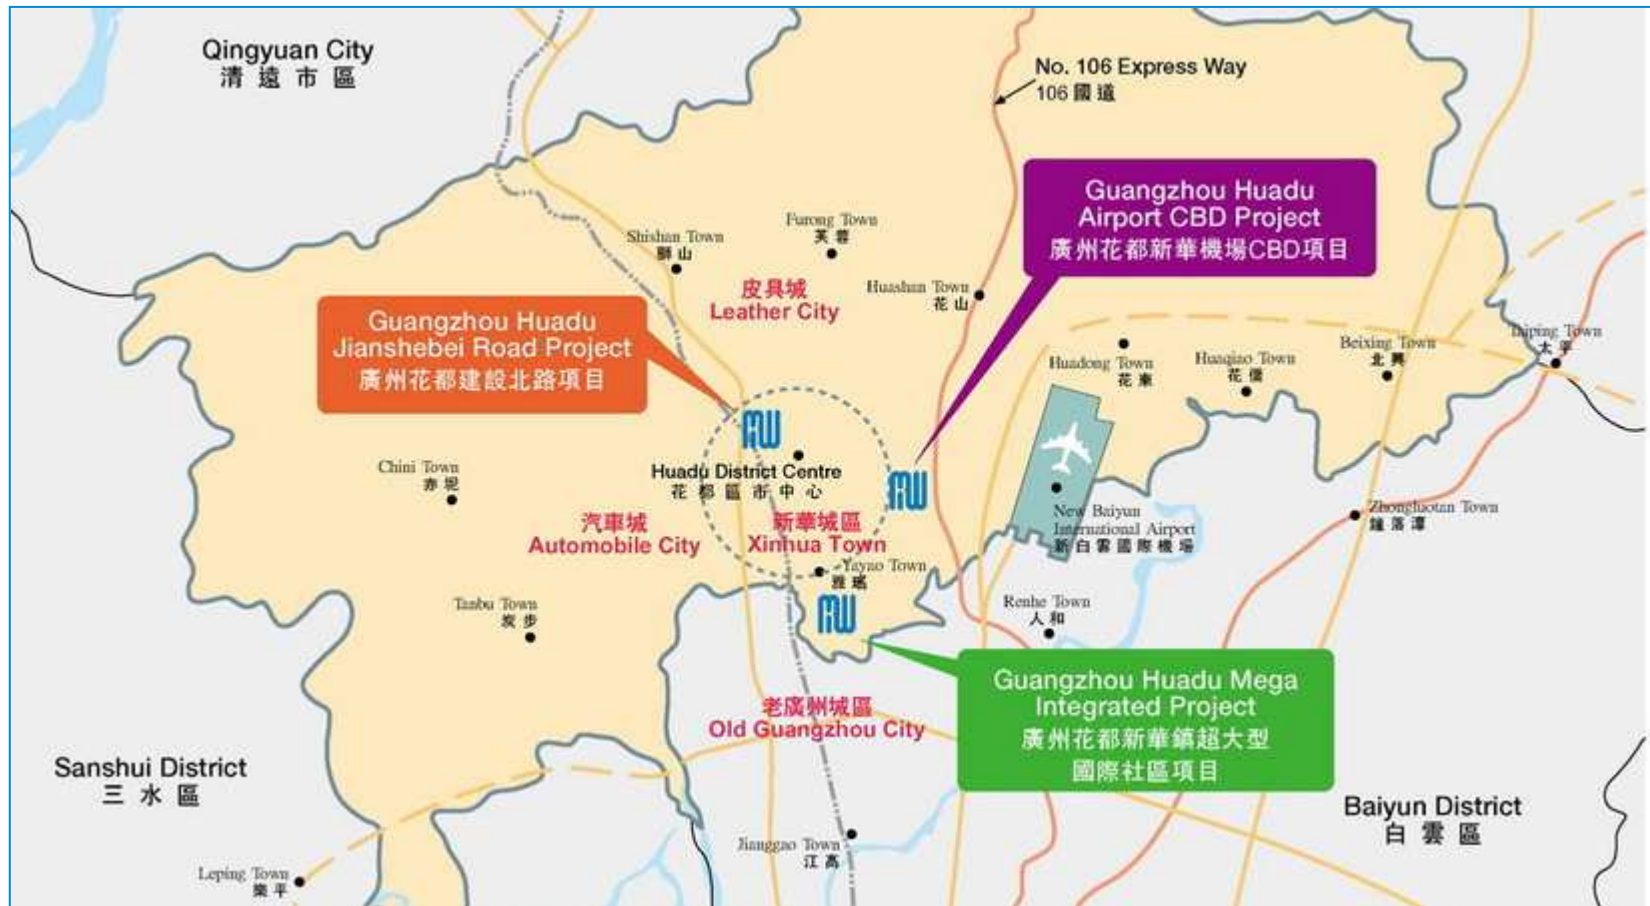 Qingyuan City
清遠市區
No. 106 Express Way
106國道
Guangzhou Huadu
Airport CBD Project
廣州花都新華機場CBD項目
Furong Town
芙蓉
Shishan Town
獅山
Huashan Town
花山
皮具城
Leather City
Guangzhou Huadu
Jianshebei Road Project
廣州花都建設北路項目
Taiping Town
太平
Beixing Town
北興
Huaqiao Town
花僑
Huadong Town
花東
Huadu District Centre
花都區市中心
Chini Town
赤坭
汽車城
Automobile City
新華城區
Xinhua Town
New Baiyun
International Airport
新白雲國際機場
Zhongluotan Town
鐘落潭
Yayao Town
雅瑤
Tanbu Town
炭步
Renhe Town
人和
Guangzhou Huadu Mega
Integrated Project
廣州花都新華鎮超大型
國際社區項目
老廣州城區
Old Guangzhou City
Sanshui District
三水區
Baiyun District
白雲區
Jianggao Town
江高
Leping Town
樂平